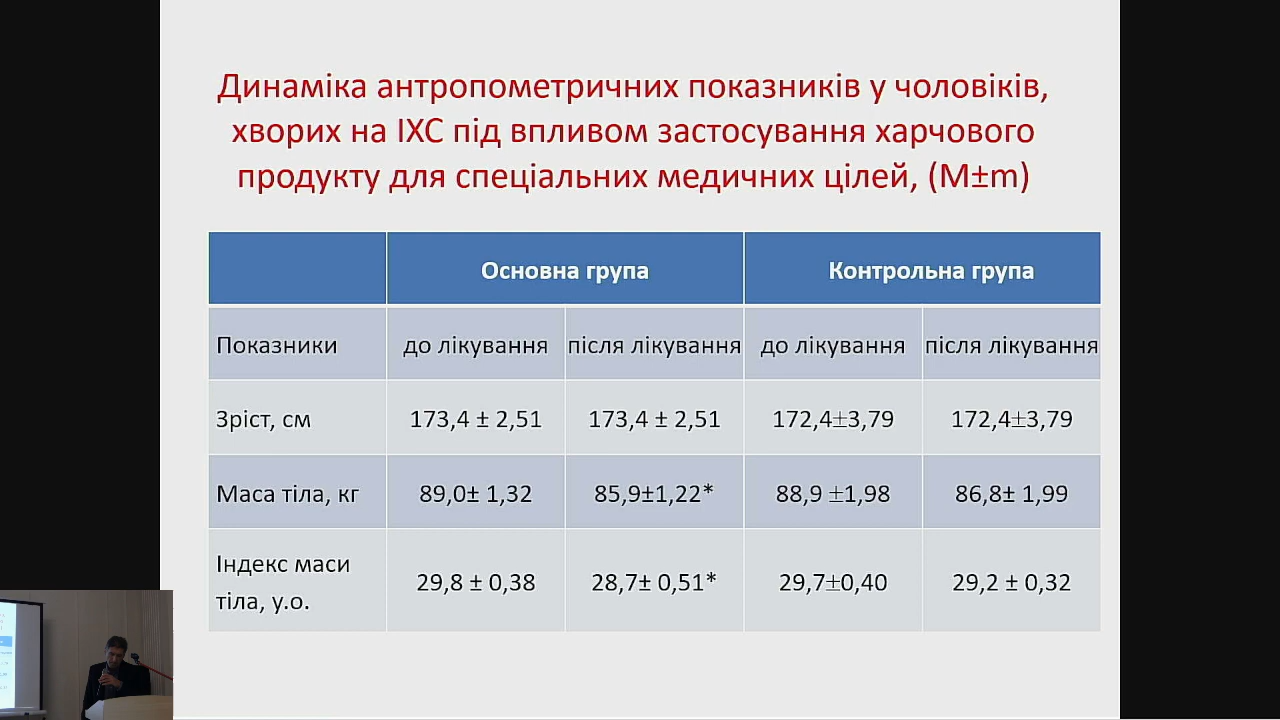 Динаміка антропометричних показників у чоловіків,
хворих на ІХС під впливом застосування харчового
продукту для спеціальних медичних цілей, (M±m)
Основна група Контрольна група
Показники до лікування після лікування до лікування після лікування
Зріст, см 173,4 ± 2,51 173,4 ± 2,51 172,4±3,79 172,4±3,79
Маса тіла, кг 89,0± 1,32 85,9±1,22* 88,9 ±1,98 86,8± 1,99
Індекс маси
тіла, у.о. 29,8 ± 0,38 28,7± 0,51* 29,7±0,40 29,2 ± 0,32